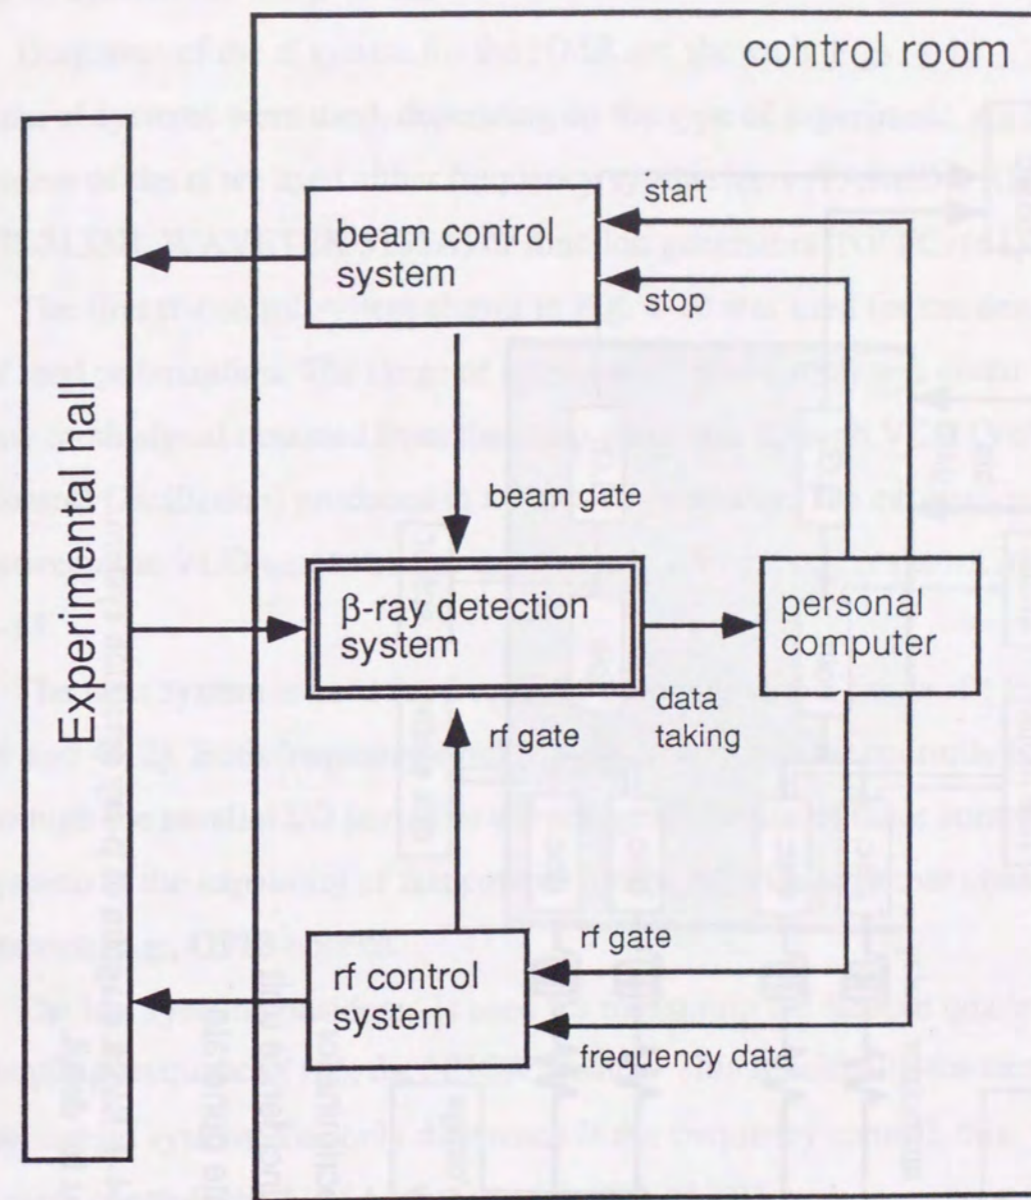 control room
start
beam control
system
stop
Experimental hall
beam gate
β-ray detection
system
personal
computer
rf gate
data
taking
rf gate
rf control
system
frequency data